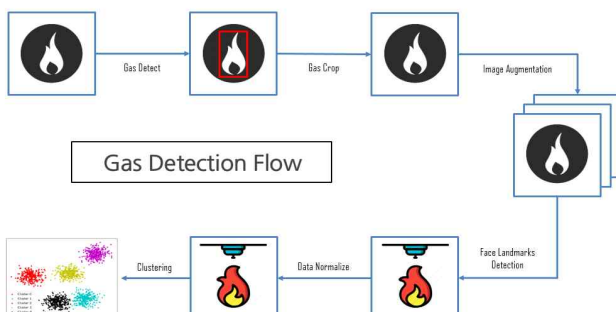 Gas Detect
Gas Crop
Image Augmentation
Gas Detection Flow
Face Landmarks
Detection
Data Normalize
Clustering